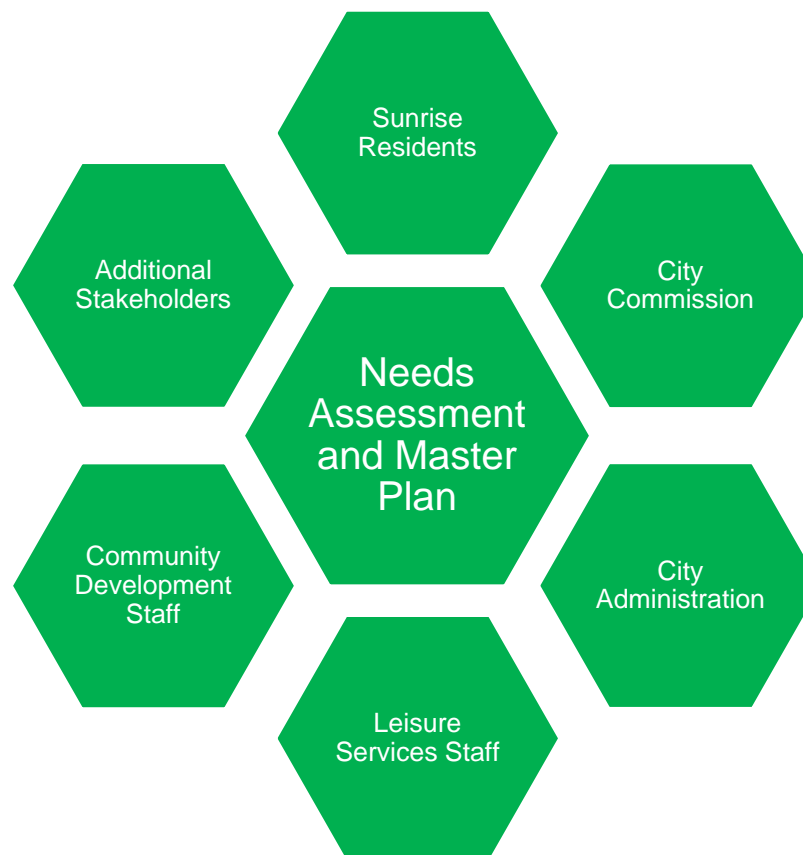 Sunrise
Residents
Additional
Stakeholders
City
Commission
Needs
Assessment
and Master
Plan
Community
Development
Staff
City
Administration
Leisure
Services Staff